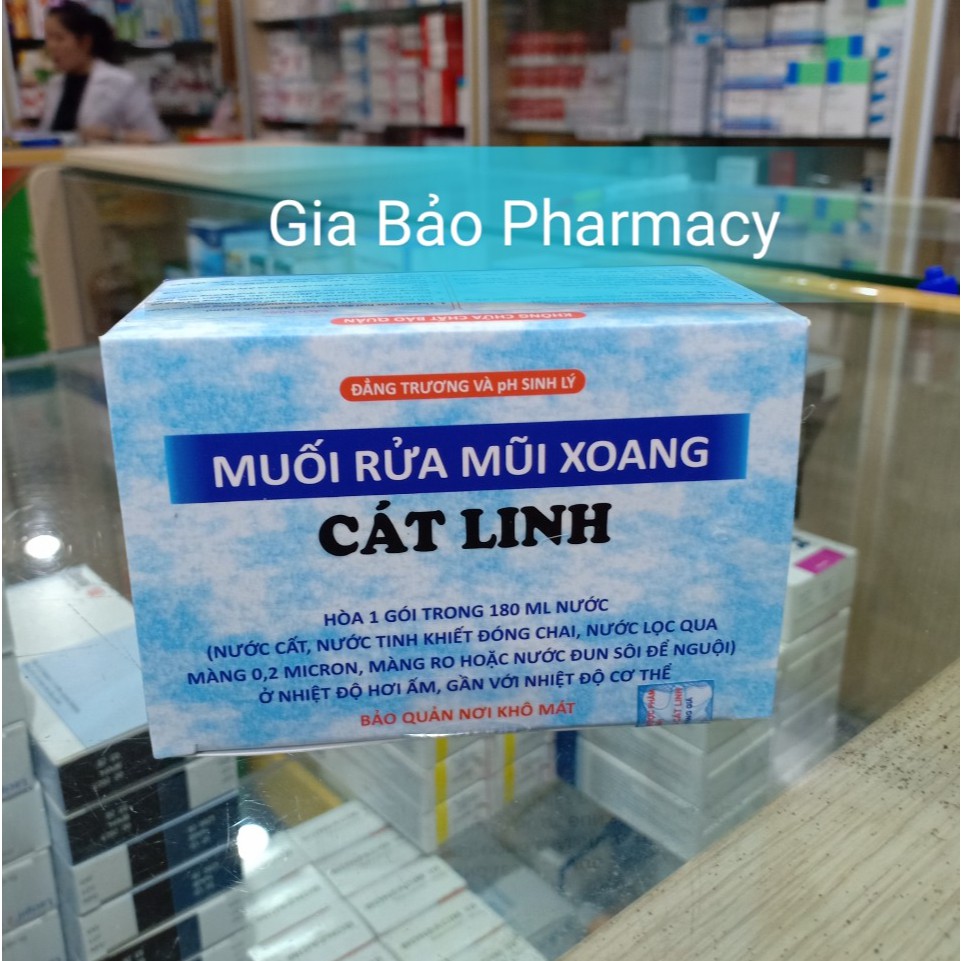 Gia Bảo Pharmacy
KHÔNG CHỨA CHẤT BẢO QUẢN
ĐẲNG TRƯƠNG VÀ pH SINH LÝ
MUỐI RỬA MŨI XOANG
CÁT LINH
HÒA 1 GÓI TRONG 180 ML NƯỚC
(NƯỚC CẤT, NƯỚC TINH KHIẾT ĐÓNG CHAI, NƯỚC LỌC QUA
MÀNG 0,2 MICRON, MÀNG RO HOẶC NƯỚC ĐUN SÔI ĐỂ NGUỘI)
Ở NHIỆT ĐỘ HƠI ẤM, GẦN VỚI NHIỆT ĐỘ CƠ THỂ
BẢO QUẢN NƠI KHÔ MÁT
CÁT LINH